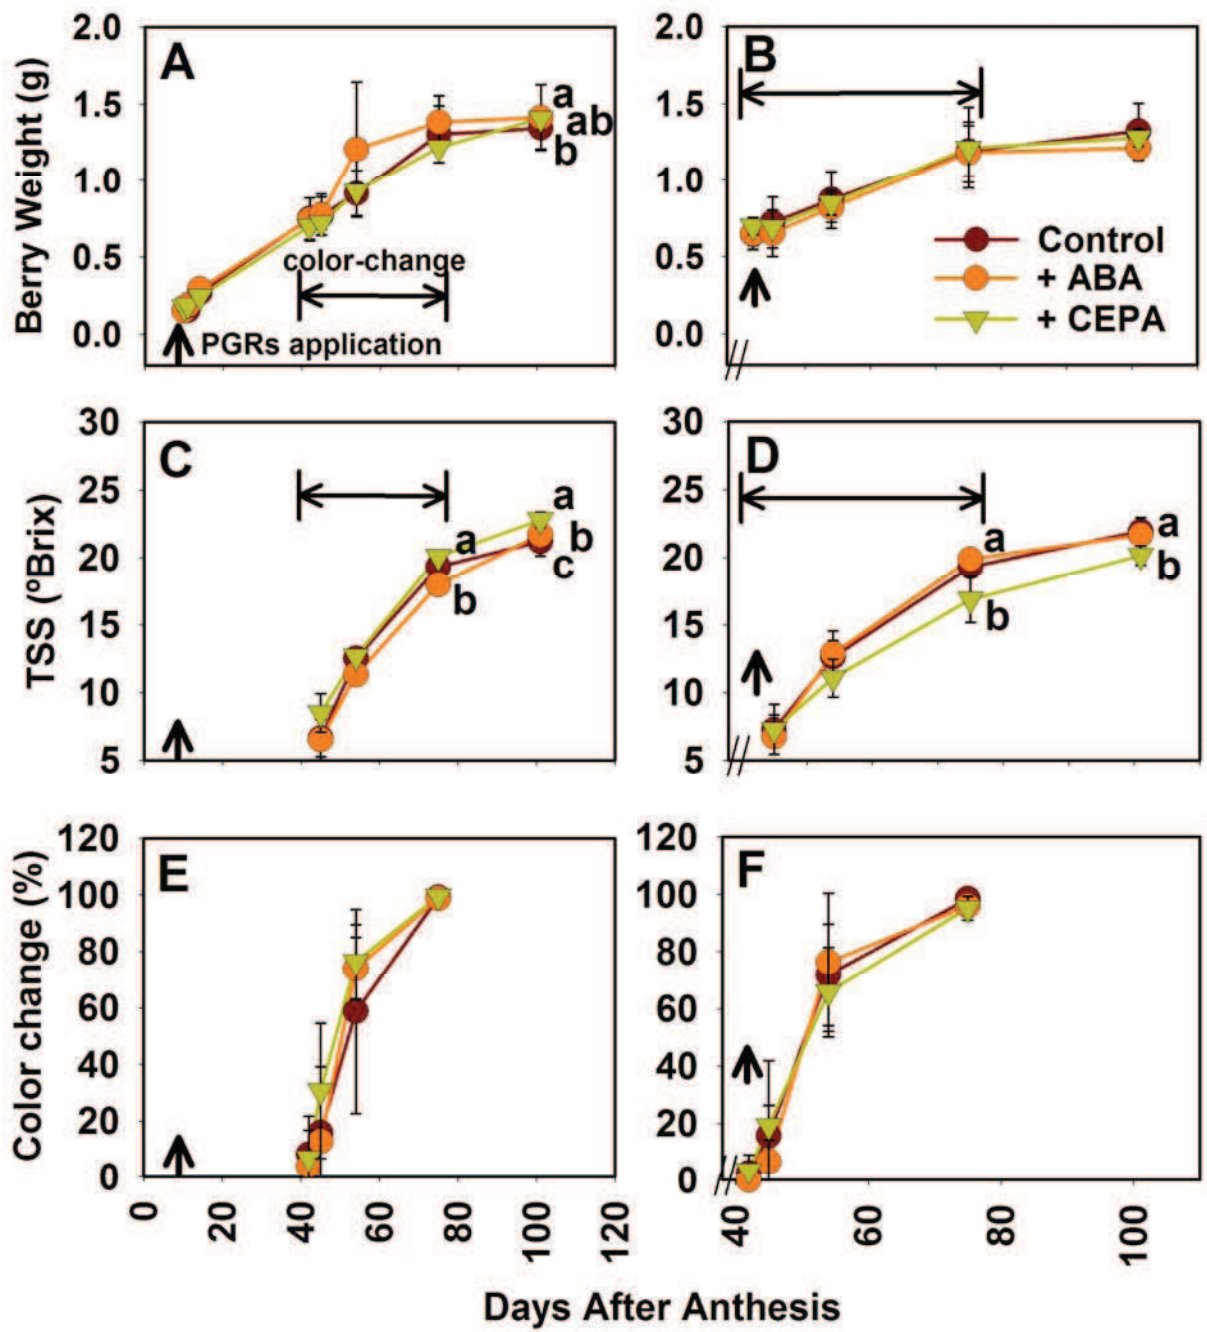 Berry Weight (g)
2.0
1.5
1.0
0.5
0.0
A
a
ab
b
color-change
PGRs application
2.0
1.5
1.0
0.5
0.0
B
Control
+ ABA
+ CEPA
TSS (ºBrix)
30
25
20
15
10
5
C
a
b
a
b
c
30
25
20
15
10
5
D
a
b
a
b
Color change (%)
120
100
80
60
40
20
0
E
0
20
40
60
80
100
120
120
100
80
60
40
20
0
F
40
60
80
100
Days After Anthesis